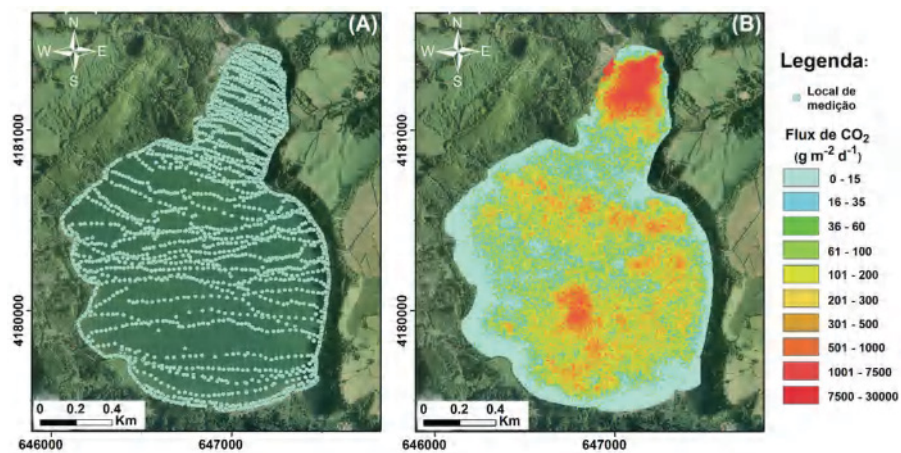 (A)
N
W E
S
4181000
4180000
0 0.2 0.4
Km
646000
647000
(B)
N
W E
S
4181000
4180000
0 0.2 0.4
Km
646000
647000
Legenda:
Local de
medição
Flux de CO₂
(g m⁻² d⁻¹)
0 - 15
16 - 35
36 - 60
61 - 100
101 - 200
201 - 300
301 - 500
501 - 1000
1001 - 7500
7500 - 30000